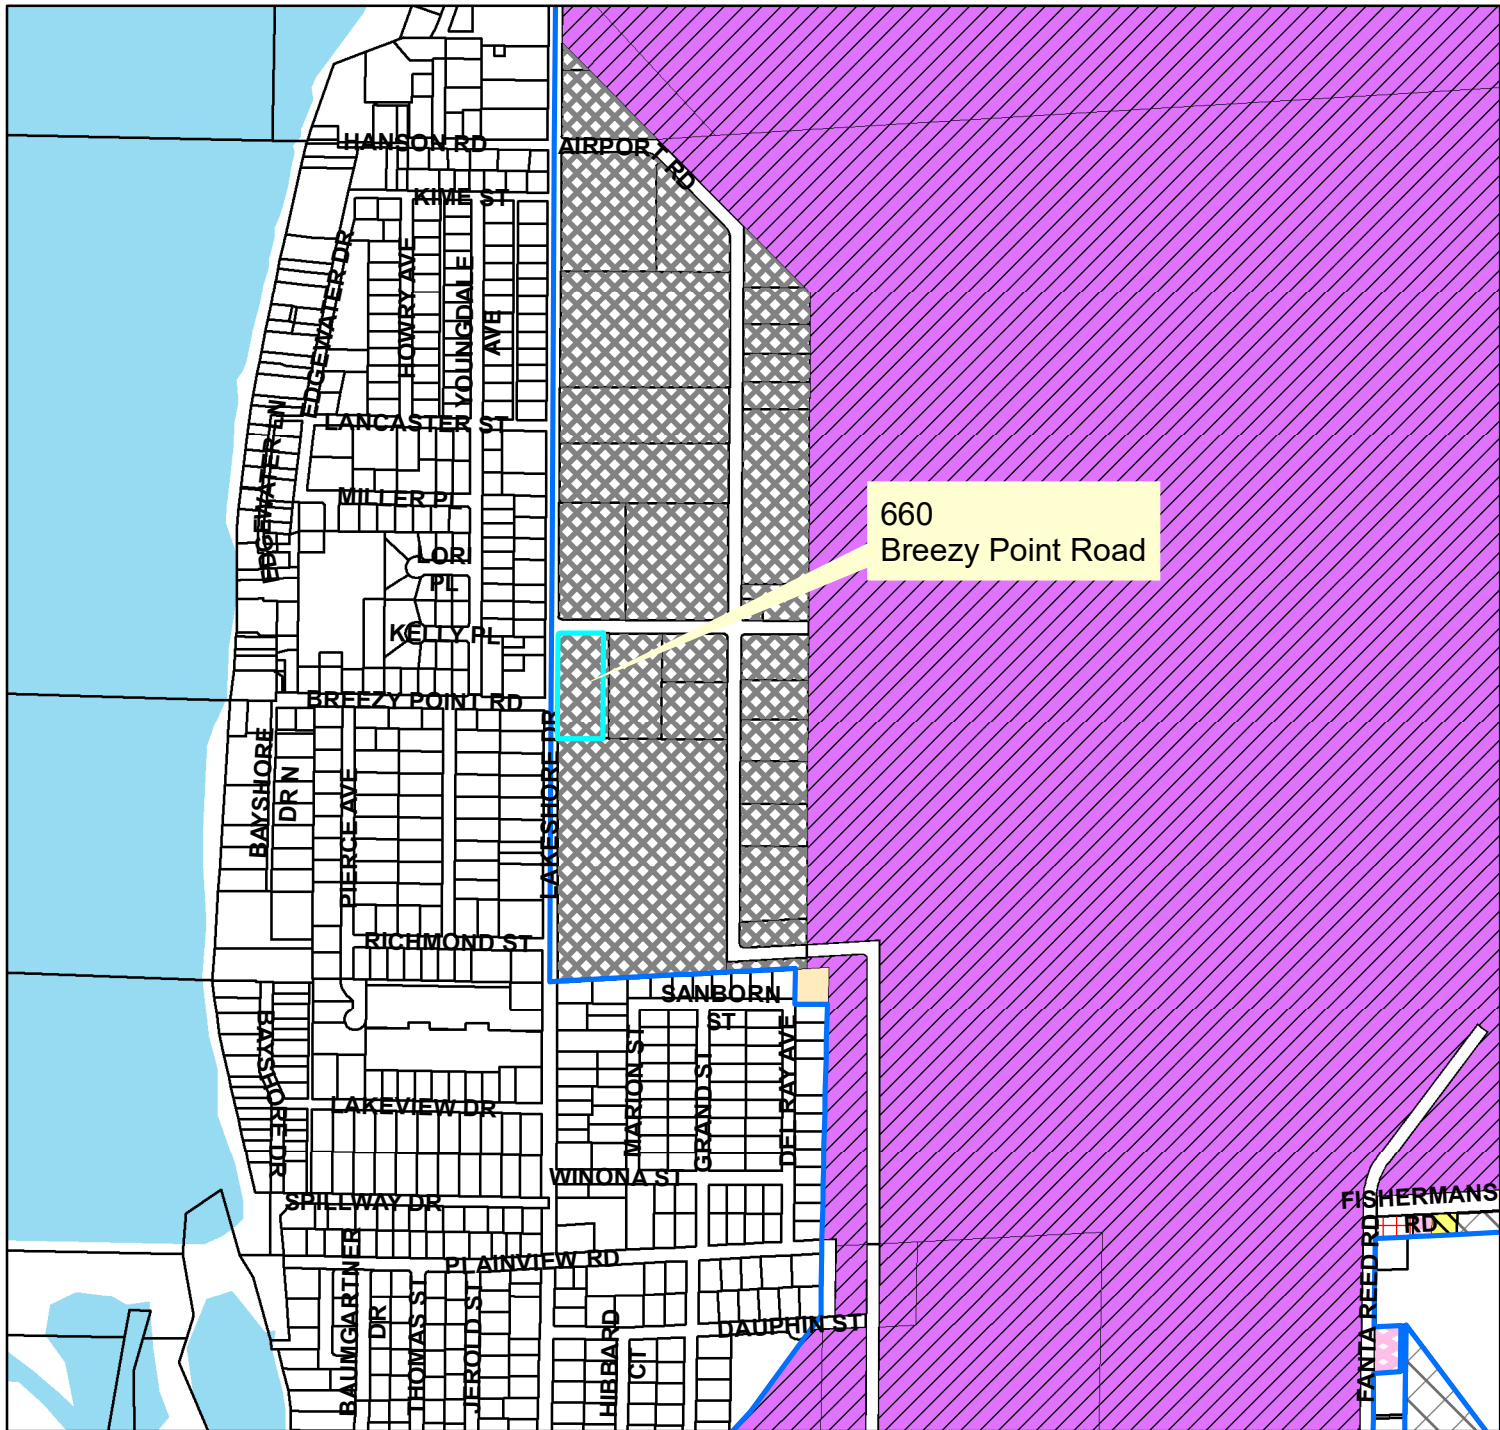 HANSON RD
AIRPORT RD
KIME ST
EDGEWATER DR
HOWRY AVE
YOUNGDALE
AVE
LANCASTER ST
EDGEWATER LN
MILLER PL
660
Breezy Point Road
LORI
PL
KELLY PL
BREEZY POINT RD
LAKESHORE DR
BAYSHORE
DR N
PIERCE AVE
RICHMOND ST
SANBORN
ST
BAYSHORE DR
MARION ST
GRAND ST
DEL RAY AVE
LAKEVIEW DR
WINONA ST
SPILLWAY DR
FISHERMANS
RD
PLAINVIEW RD
BAUMGARTNER
DR
THOMAS ST
JEROLD ST
HIBBARD
CT
DAUPHIN ST
FANTA REED RD